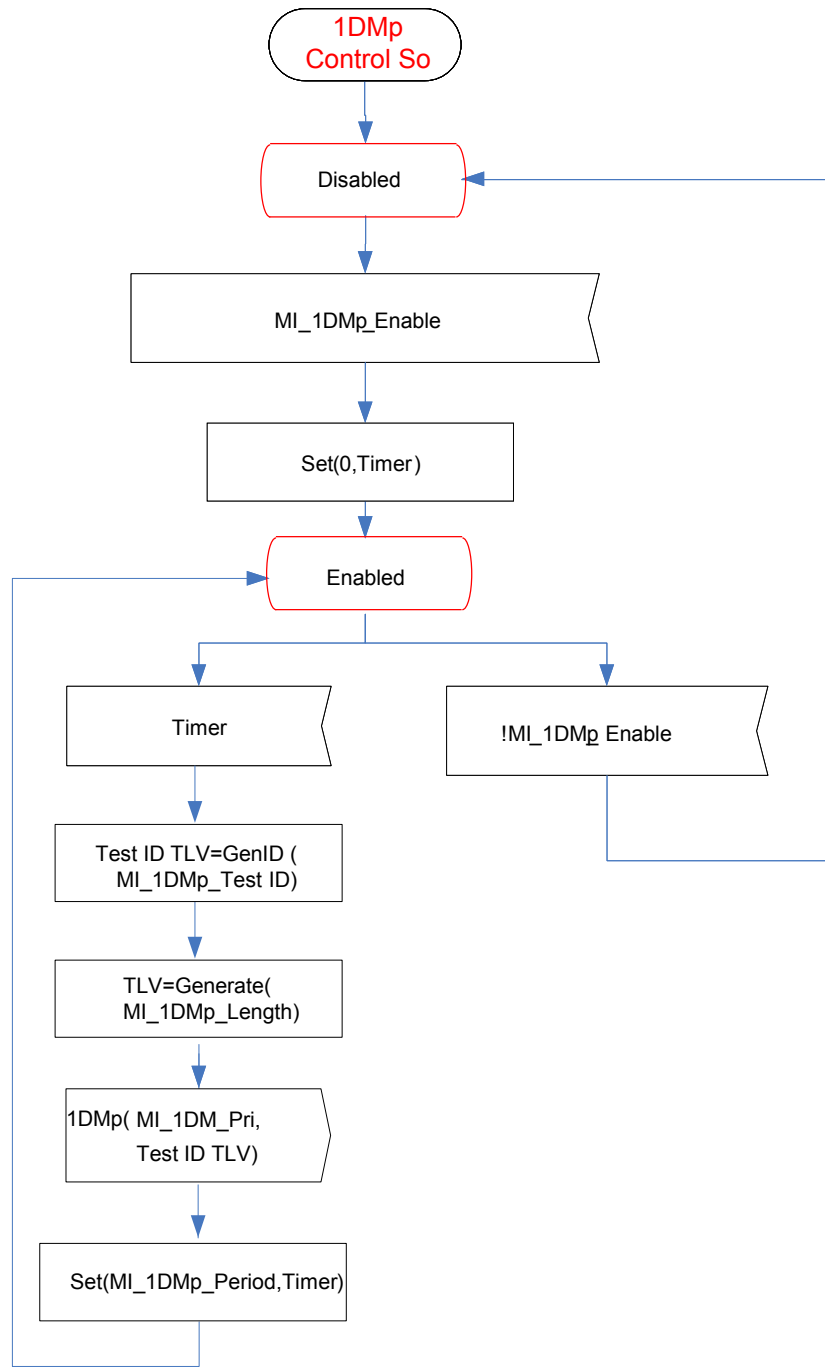 1DMp
Control So
Disabled
MI_1DMp_Enable
Set(0,Timer)
Enabled
Timer
!MI_1DMp Enable
Test ID TLV=GenID (
MI_1DMp_Test ID)
TLV=Generate(
MI_1DMp_Length)
1DMp( MI_1DM_Pri,
Test ID TLV)
Set(MI_1DMp_Period,Timer)